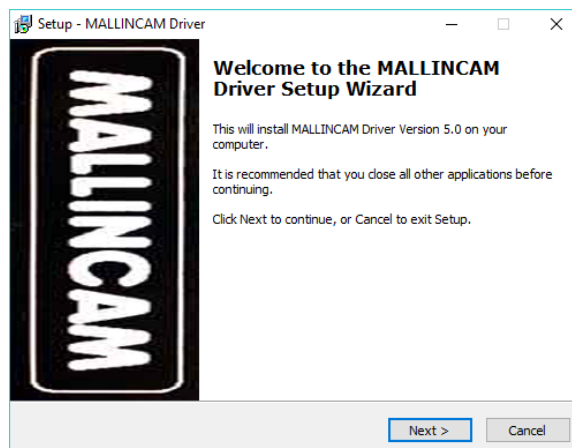 Setup - MALLINCAM Driver
MALLINCAM
Welcome to the MALLINCAM
Driver Setup Wizard
This will install MALLINCAM Driver Version 5.0 on your
computer.
It is recommended that you close all other applications before
continuing.
Click Next to continue, or Cancel to exit Setup.
Next >
Cancel